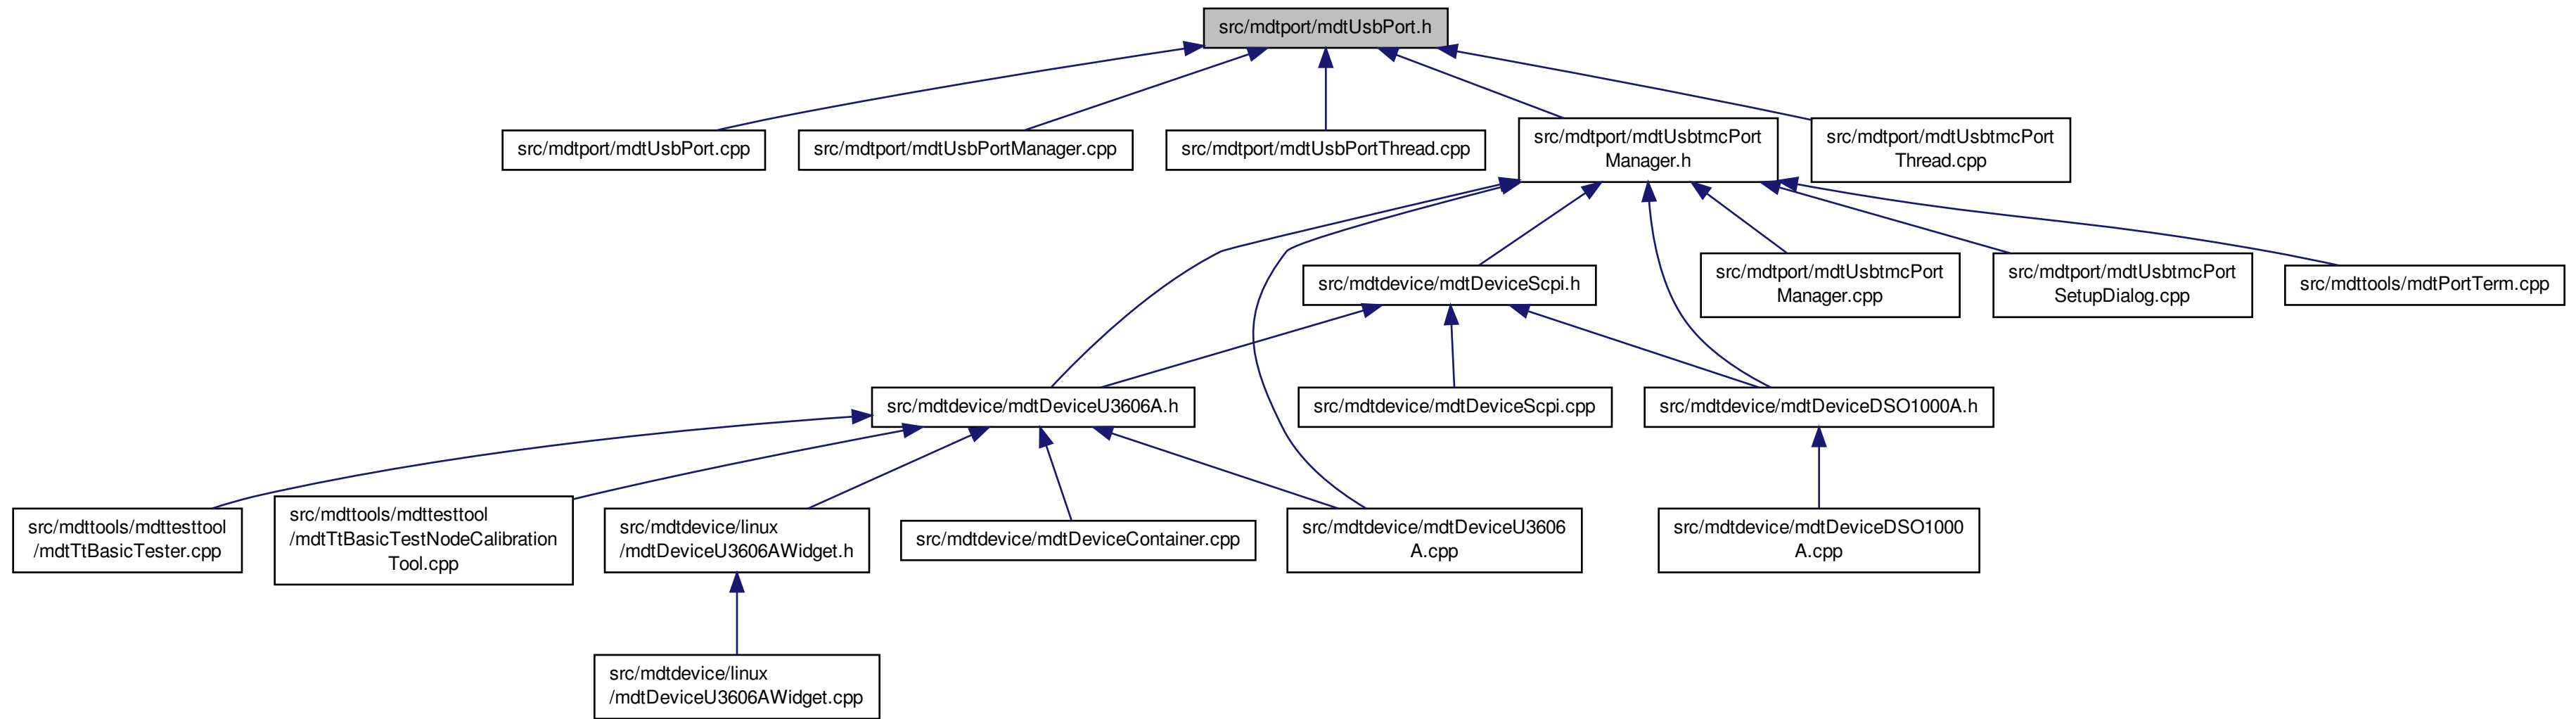 src/mdtport/mdtUsbPort.h
src/mdtport/mdtUsbPort.cpp
src/mdtport/mdtUsbPortManager.cpp
src/mdtport/mdtUsbPortThread.cpp
src/mdtport/mdtUsbtmcPort
Manager.h
src/mdtport/mdtUsbtmcPort
Thread.cpp
src/mdtdevice/mdtDeviceScpi.h
src/mdtport/mdtUsbtmcPort
Manager.cpp
src/mdtport/mdtUsbtmcPort
SetupDialog.cpp
src/mdttools/mdtPortTerm.cpp
src/mdtdevice/mdtDeviceU3606A.h
src/mdtdevice/mdtDeviceScpi.cpp
src/mdtdevice/mdtDeviceDSO1000A.h
src/mdttools/mdttesttool
/mdtTtBasicTester.cpp
src/mdttools/mdttesttool
/mdtTtBasicTestNodeCalibration
Tool.cpp
src/mdtdevice/linux
/mdtDeviceU3606AWidget.h
src/mdtdevice/mdtDeviceContainer.cpp
src/mdtdevice/mdtDeviceU3606
A.cpp
src/mdtdevice/mdtDeviceDSO1000
A.cpp
src/mdtdevice/linux
/mdtDeviceU3606AWidget.cpp